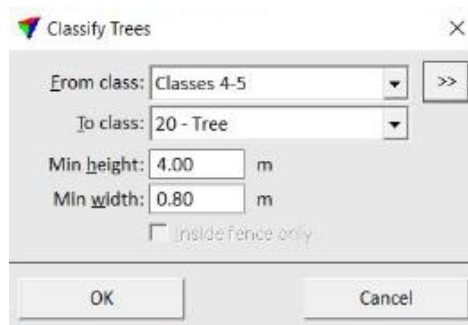 Classify Trees
From class: Classes 4-5 >>
To class: 20 - Tree
Min height: 4.00 m
Min width: 0.80 m
Inside fence only
OK Cancel